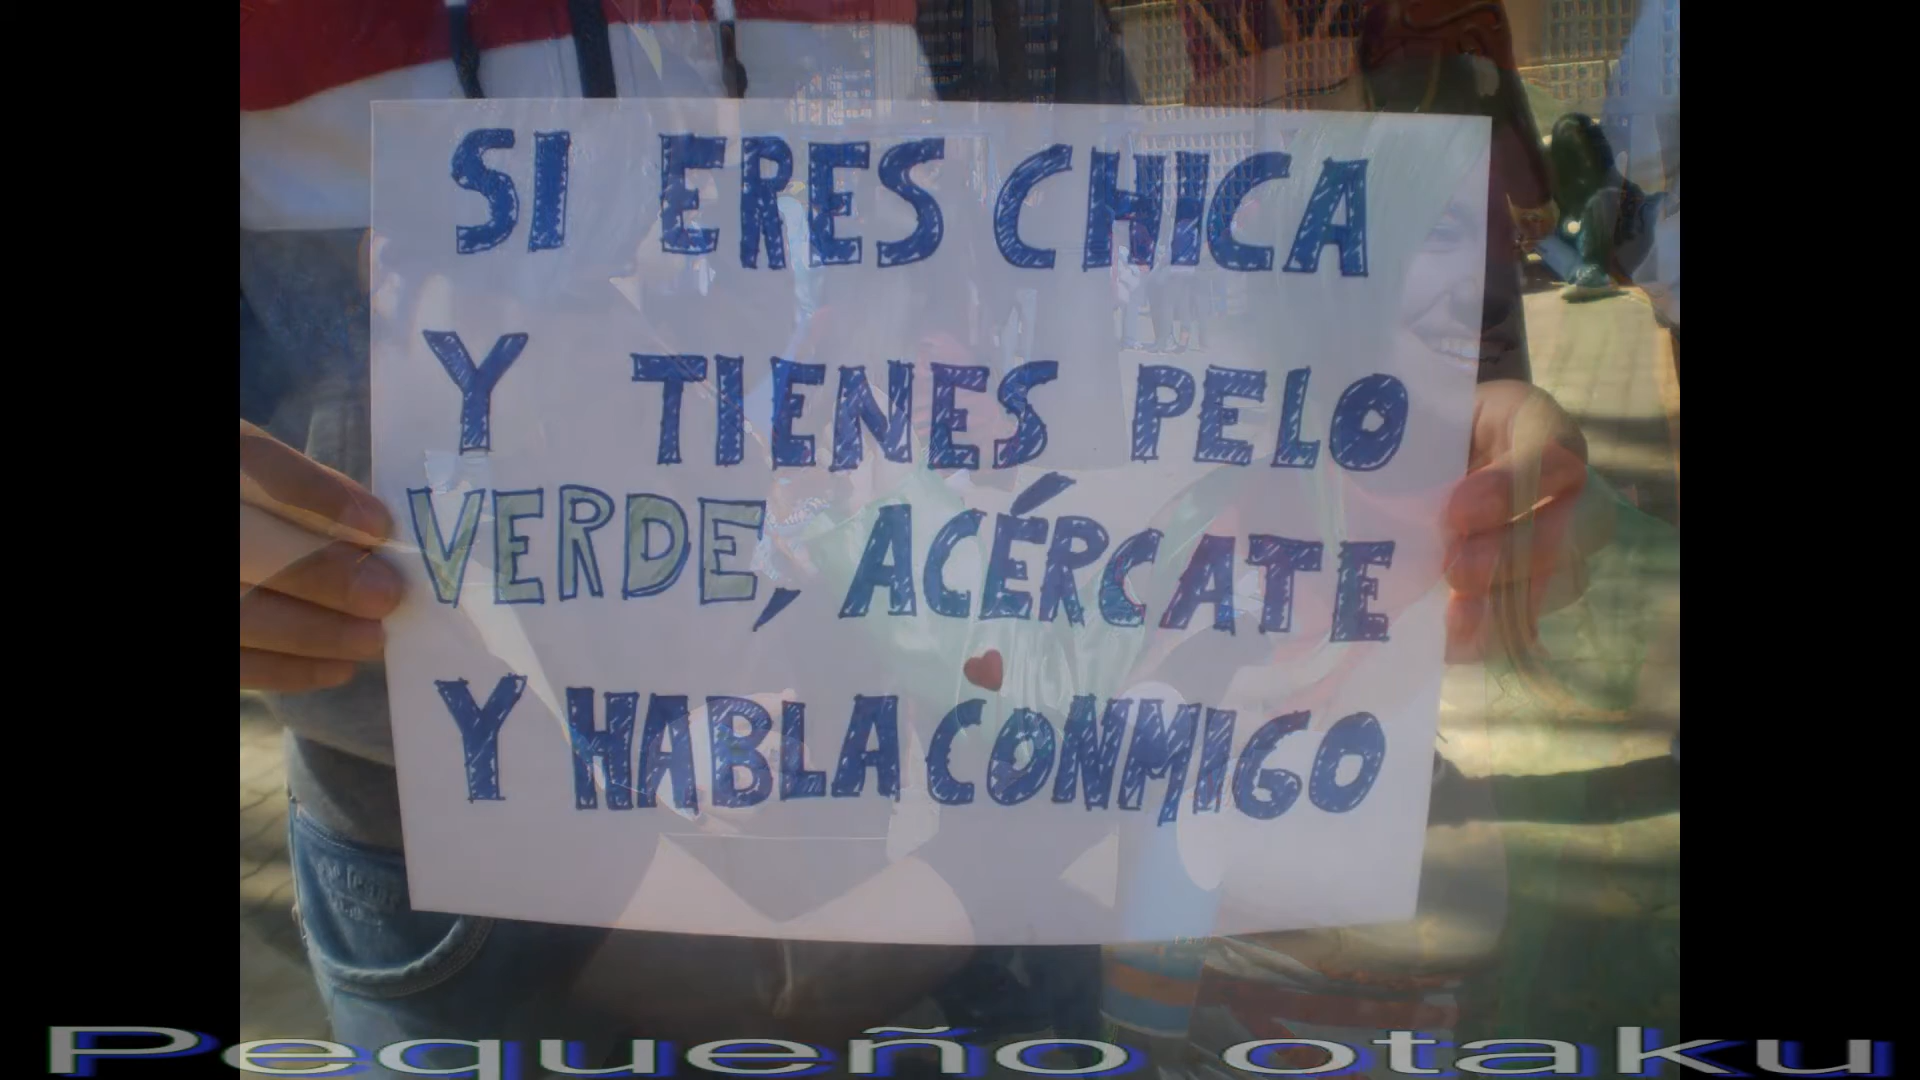 SI ERES CHICA
Y TIENES PELO
VERDE, ACÉRCATE
Y HABLA CONMIGO
Pequeño otaku